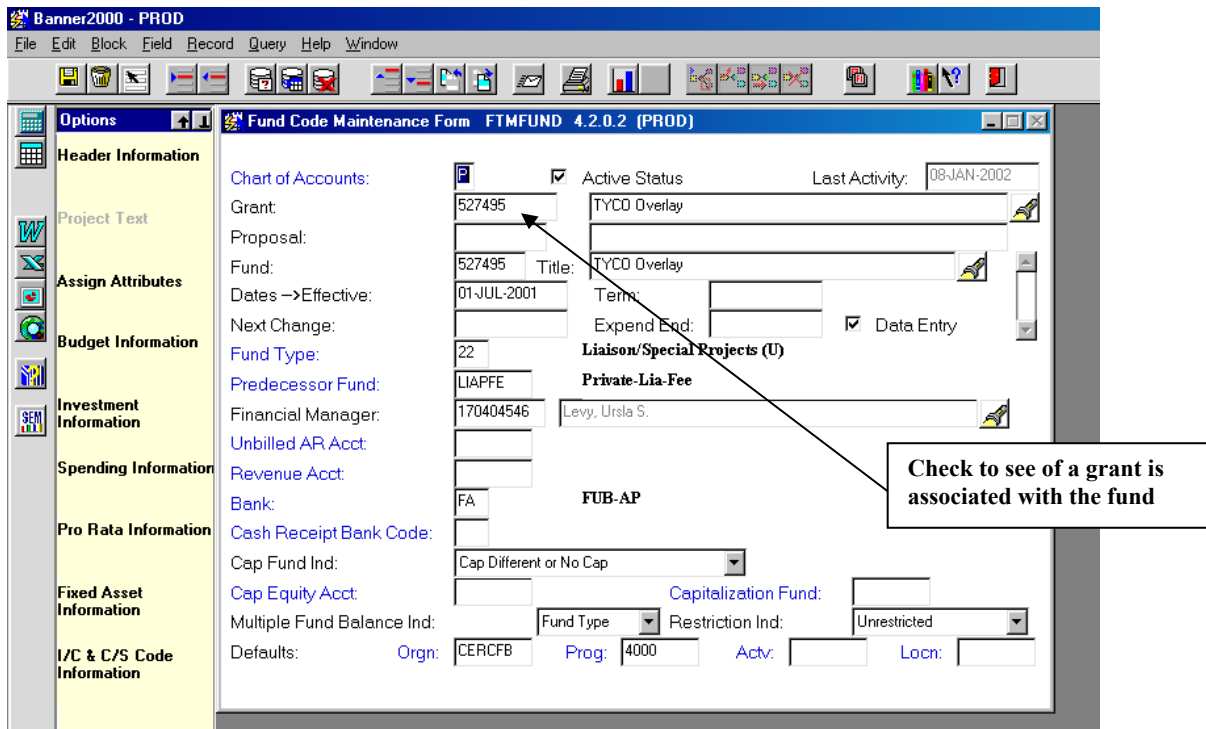 Banner2000 - PROD
File Edit Block Field Record Query Help Window
Options
Header Information
Project Text
Assign Attributes
Budget Information
Investment
Information
Spending Information
Pro Rata Information
Fixed Asset
Information
I/C & C/S Code
Information
SEM
Fund Code Maintenance Form FTMFUND 4.2.0.2 (PROD)
Chart of Accounts: P Active Status Last Activity: 08-JAN-2002
Grant: 527495 TYCO Overlay
Proposal:
Fund: 527495 Title: TYCO Overlay
Dates -->Effective: 01-JUL-2001 Term:
Next Change: Expend End: Data Entry
Fund Type: 22 Liaison/Special Projects (U)
Predecessor Fund: LIAPFE Private-Lia-Fee
Financial Manager: 170404546 Levy, Ursla S.
Unbilled AR Acct:
Revenue Acct:
Bank: FA FUB-AP
Cash Receipt Bank Code:
Cap Fund Ind: Cap Different or No Cap
Cap Equity Acct: Capitalization Fund:
Multiple Fund Balance Ind: Fund Type Restriction Ind: Unrestricted
Defaults: Orgn: CERCFB Prog: 4000 Actv: Locn:
Check to see of a grant is
associated with the fund